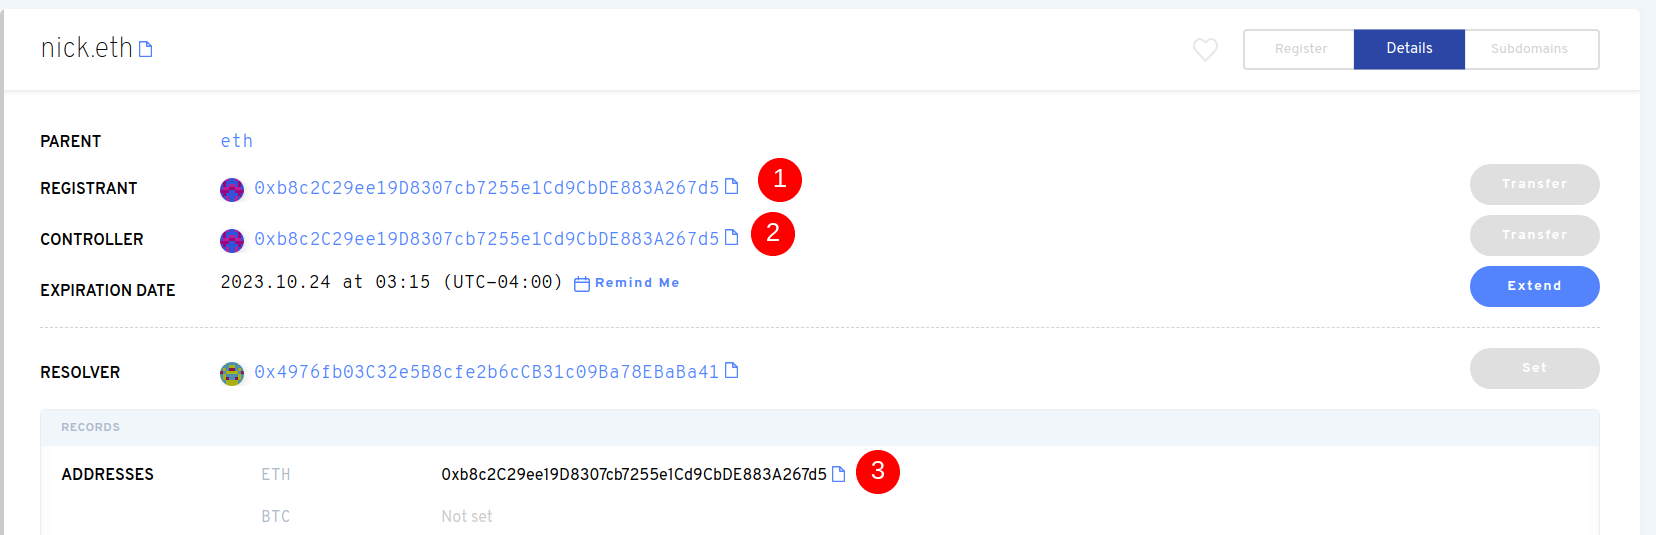 nick.eth
Register Details Subdomains
PARENT eth
REGISTRANT 0xb8c2C29ee19D8307cb7255e1Cd9CbDE883A267d5 1 Transfer
CONTROLLER 0xb8c2C29ee19D8307cb7255e1Cd9CbDE883A267d5 2 Transfer
EXPIRATION DATE 2023.10.24 at 03:15 (UTC-04:00) Remind Me Extend
RESOLVER 0x4976fb03C32e5B8cfe2b6cCB31c09Ba78EBaBa41 Set
RECORDS
ADDRESSES ETH 0xb8c2C29ee19D8307cb7255e1Cd9CbDE883A267d5 3
BTC Not set